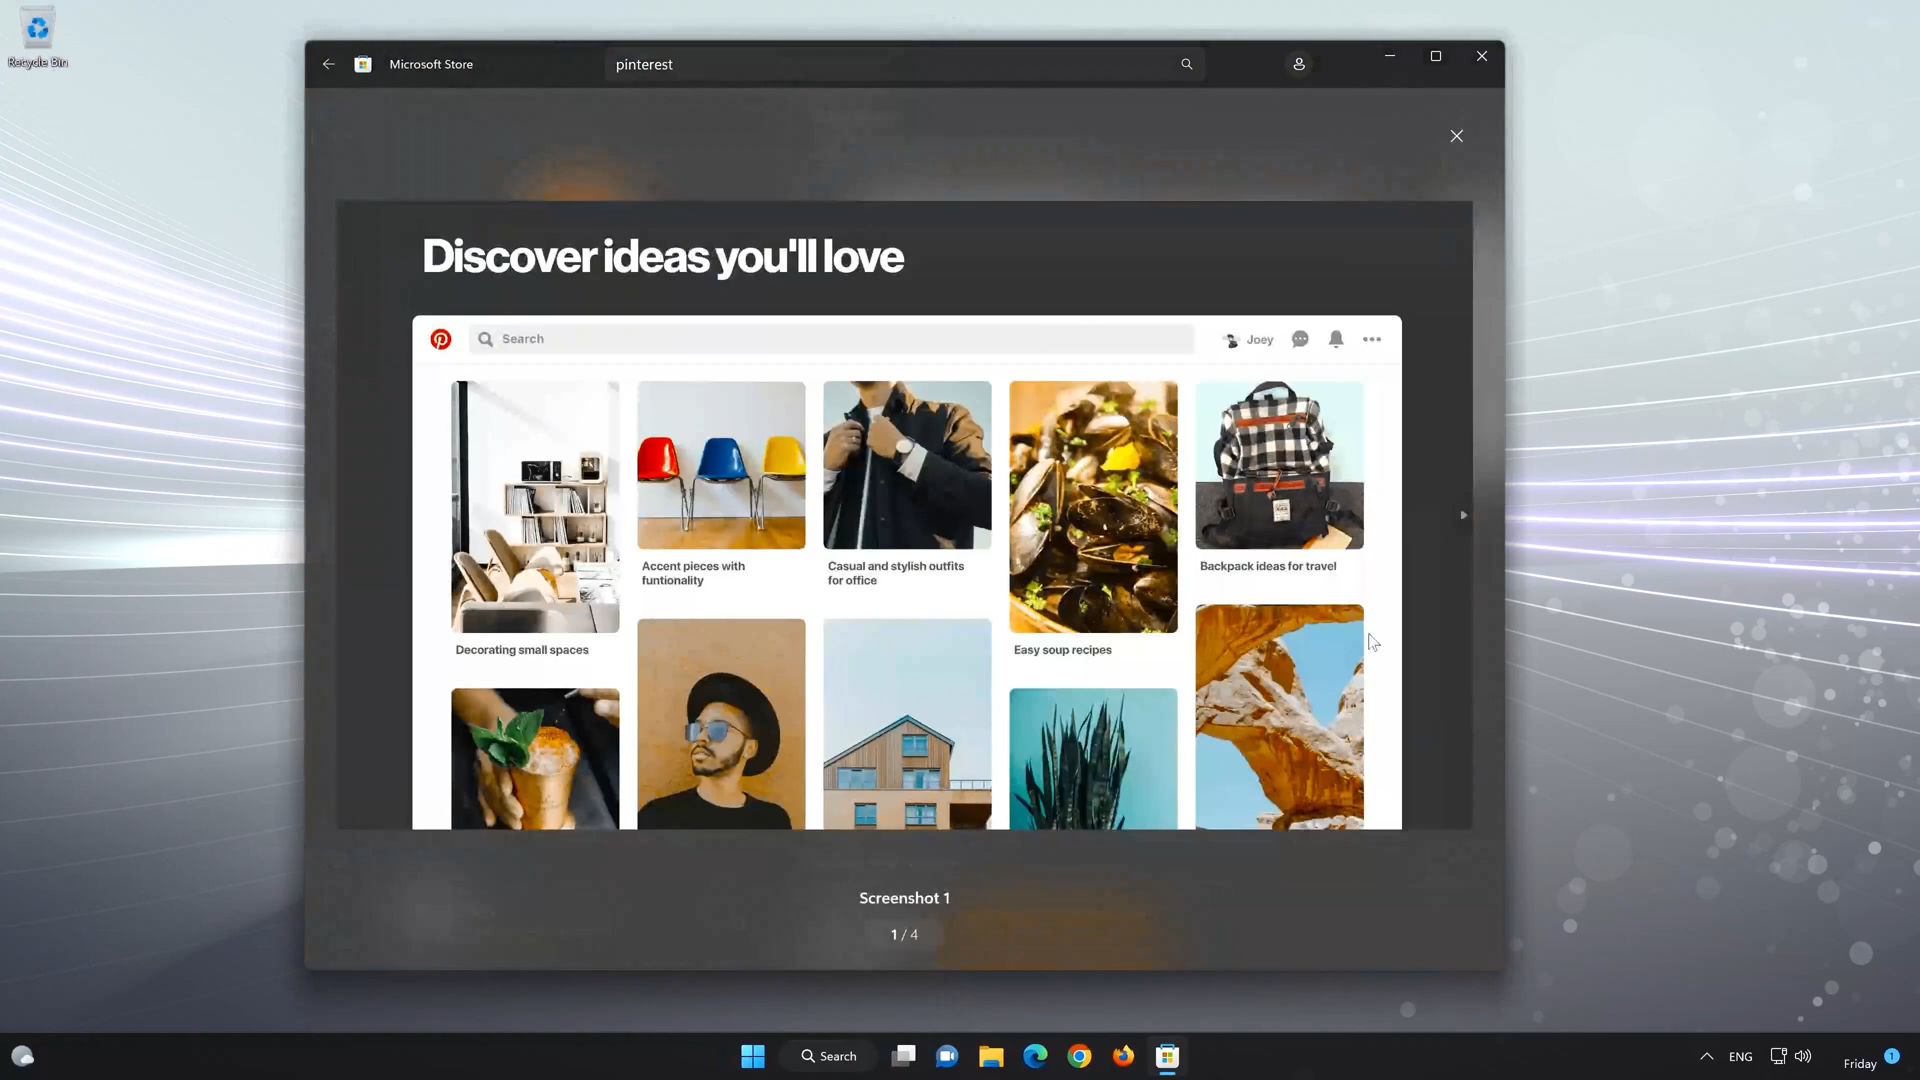 Recycle Bin
Microsoft Store
pinterest
Discover ideas you'll love
Search
Joey
Accent pieces with
funtionality
Casual and stylish outfits
for office
Backpack ideas for travel
Decorating small spaces
Easy soup recipes
Screenshot 1
1 / 4
Search
ENG
Friday
1